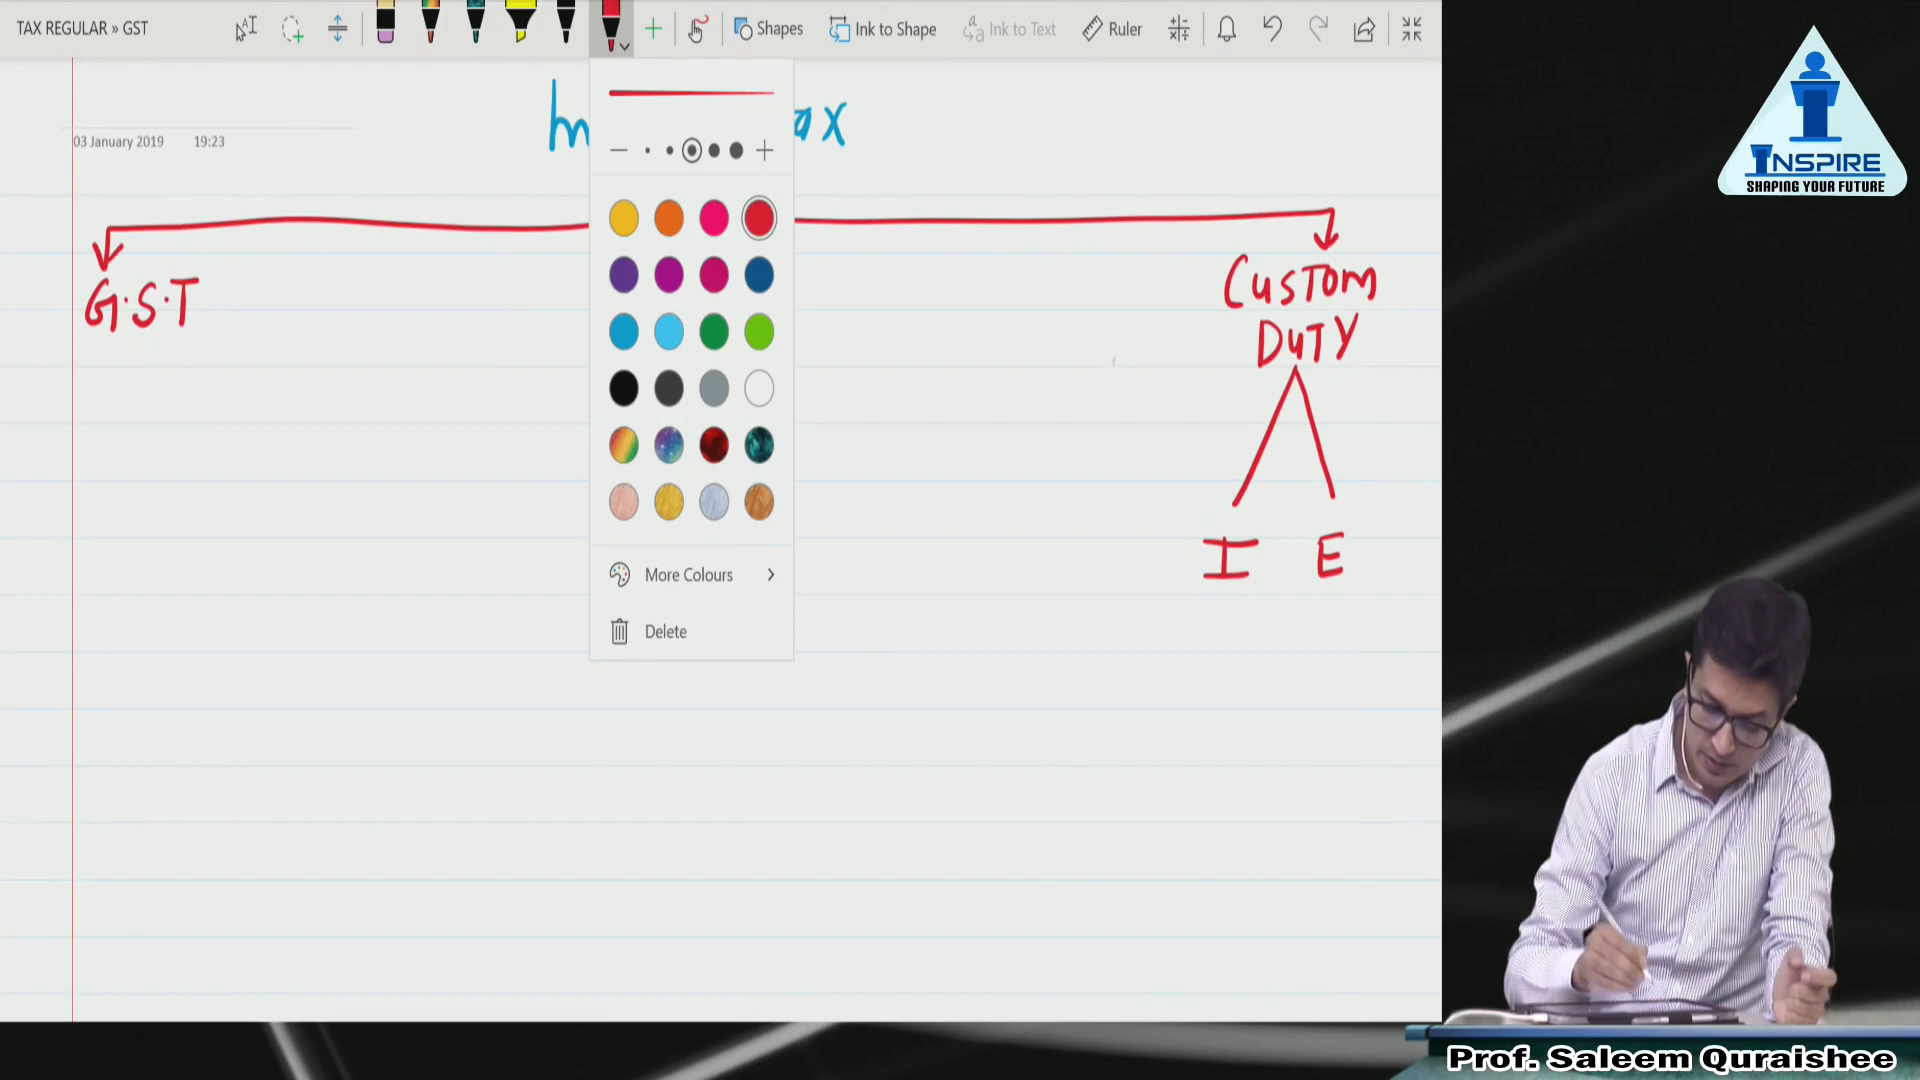 TAX REGULAR » GST
Shapes
Ink to Shape
Ink to Text
Ruler
03 January 2019 19:23
G.S.T
CUSTOM
DUTY
I E
More Colours
Delete
INSPIRE
SHAPING YOUR FUTURE
Prof. Saleem Quraishee